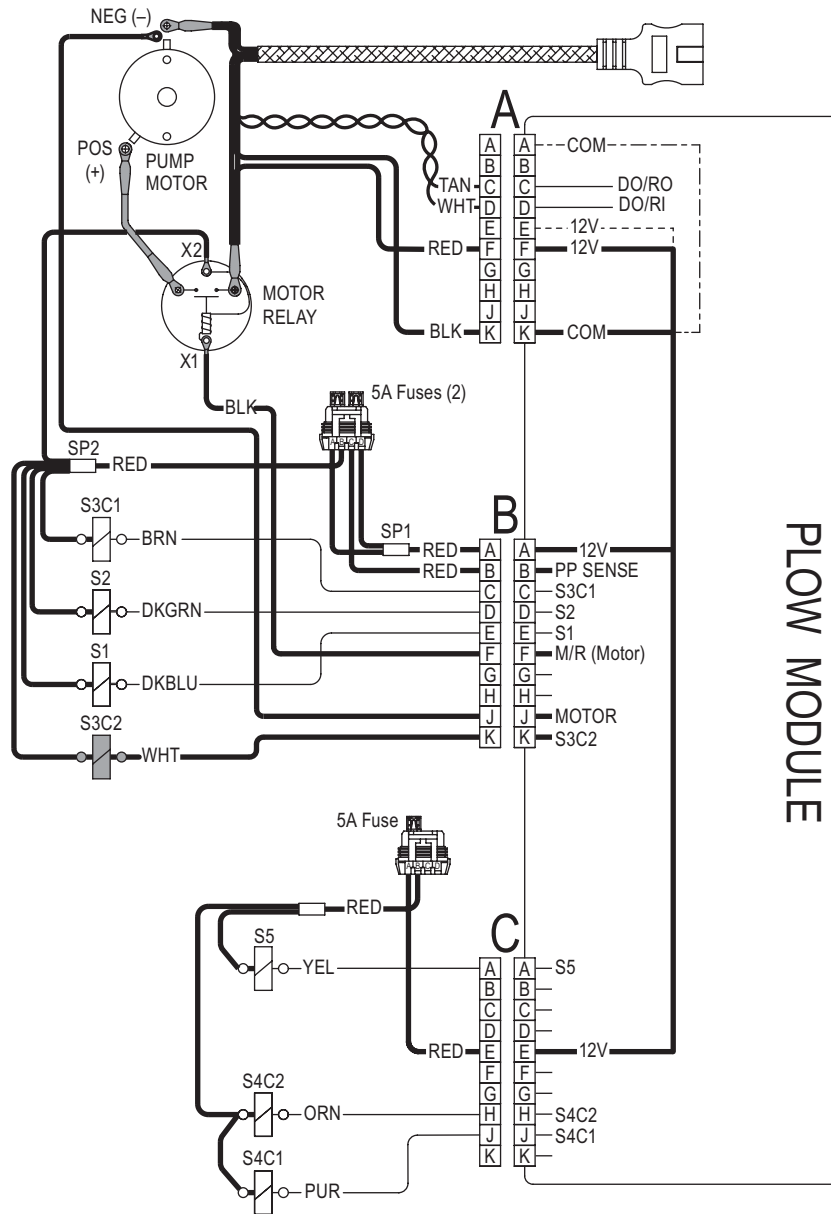 NEG (–)
POS
(+)
PUMP
MOTOR
X2
MOTOR
RELAY
X1
BLK
5A Fuses (2)
A B C D
SP2
RED
SP1
S3C1
BRN
S2
DKGRN
S1
DKBLU
S3C2
WHT
A
A A COM
B B
TAN C C DO/RO
WHT D D DO/RI
E E 12V
RED F F 12V
G G
H H
J J
BLK K K COM
B
RED A A 12V
RED B B PP SENSE
C C S3C1
D D S2
E E S1
F F M/R (Motor)
G G
H H
J J MOTOR
K K S3C2
PLOW MODULE
5A Fuse
A B C D
RED
S5
YEL
C
A A S5
B B
C C
D D
RED E E 12V
F F
G G
S4C2
ORN
H H S4C2
J J S4C1
K K
S4C1
PUR